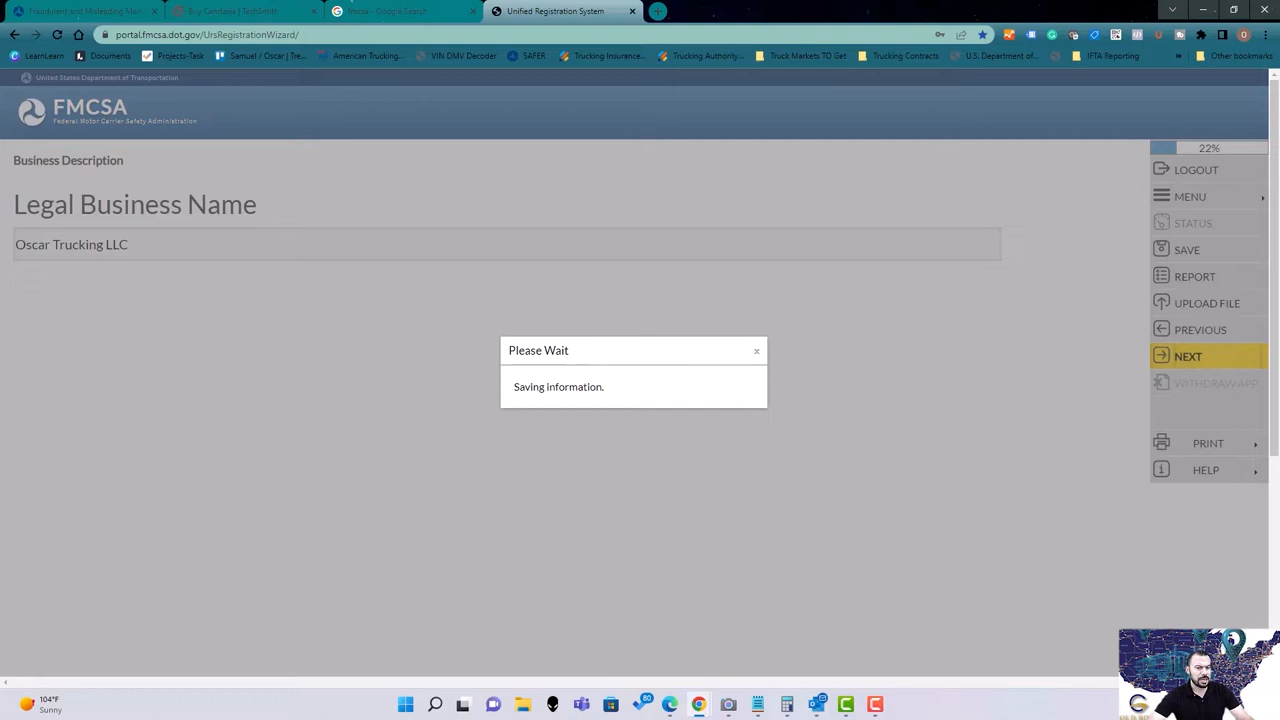 Fraudulent and Misleading Mar
Buy Camtasia | TechSmith
fmcsa - Google Search
Unified Registration System
portal.fmcsa.dot.gov/UrsRegistrationWizard/
LearnLearn
Documents
Projects-Task
Samuel / Oscar | Tre...
American Trucking...
VIN DMV Decoder
SAFER
Trucking Insurance...
Trucking Authority...
Truck Markets TO Get
Trucking Contracts
U.S. Department of...
IFTA Reporting
Other bookmarks
United States Department of Transportation
FMCSA
Federal Motor Carrier Safety Administration
Business Description
22%
LOGOUT
MENU
STATUS
SAVE
REPORT
UPLOAD FILE
PREVIOUS
NEXT
WITHDRAW APP
PRINT
HELP
Legal Business Name
Oscar Trucking LLC
Please Wait
Saving information.
104°F
Sunny
80